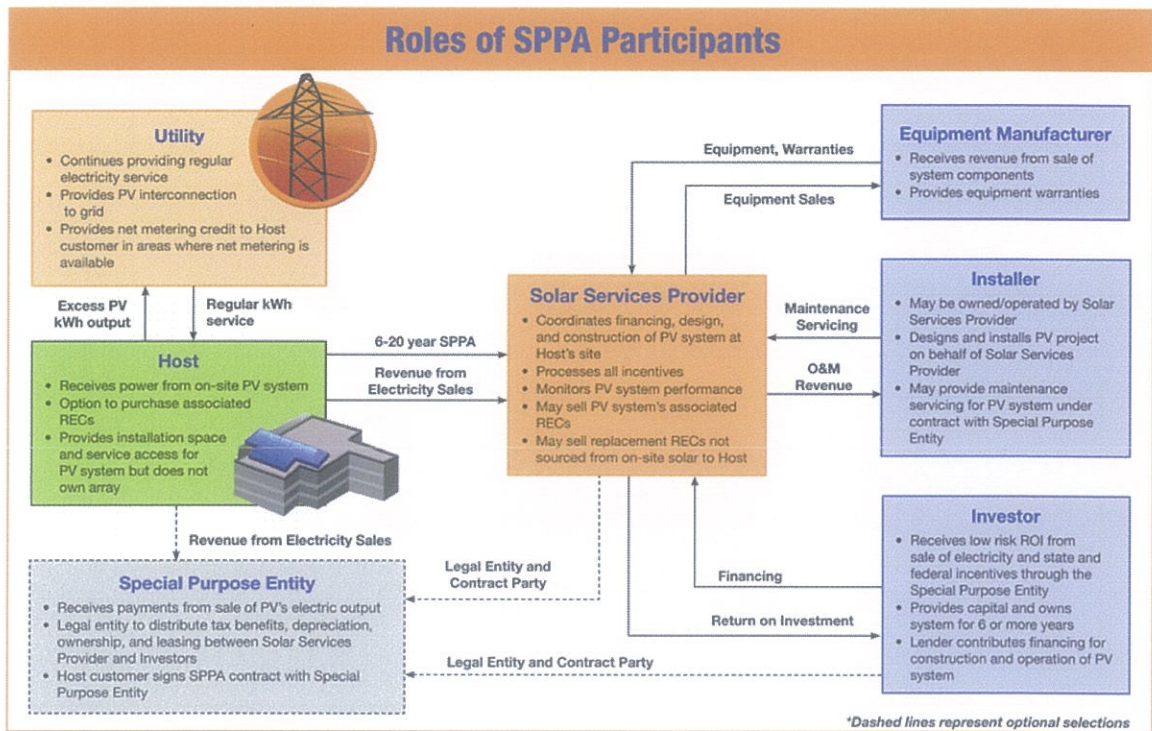 Roles of SPPA Participants
Utility
• Continues providing regular
electricity service
• Provides PV interconnection
to grid
• Provides net metering credit to Host
customer in areas where net metering is
available
Excess PV
kWh output
Regular kWh
service
Host
• Receives power from on-site PV system
• Option to purchase associated
RECs
• Provides installation space
and service access for
PV system but does not
own array
6-20 year SPPA
Revenue from
Electricity Sales
Revenue from Electricity Sales
Special Purpose Entity
• Receives payments from sale of PV's electric output
• Legal entity to distribute tax benefits, depreciation,
ownership, and leasing between Solar Services
Provider and Investors
• Host customer signs SPPA contract with Special
Purpose Entity
Solar Services Provider
• Coordinates financing, design,
and construction of PV system at
Host's site
• Processes all incentives
• Monitors PV system performance
• May sell PV system's associated
RECs
• May sell replacement RECs not
sourced from on-site solar to Host
Legal Entity and
Contract Party
Legal Entity and Contract Party
Equipment, Warranties
Equipment Sales
Equipment Manufacturer
• Receives revenue from sale of
system components
• Provides equipment warranties
Maintenance
Servicing
O&M
Revenue
Installer
• May be owned/operated by Solar
Services Provider
• Designs and installs PV project
on behalf of Solar Services
Provider
• May provide maintenance
servicing for PV system under
contract with Special Purpose
Entity
Financing
Return on Investment
Investor
• Receives low risk ROI from
sale of electricity and state and
federal incentives through the
Special Purpose Entity
• Provides capital and owns
system for 6 or more years
• Lender contributes financing for
construction and operation of PV
system
*Dashed lines represent optional selections